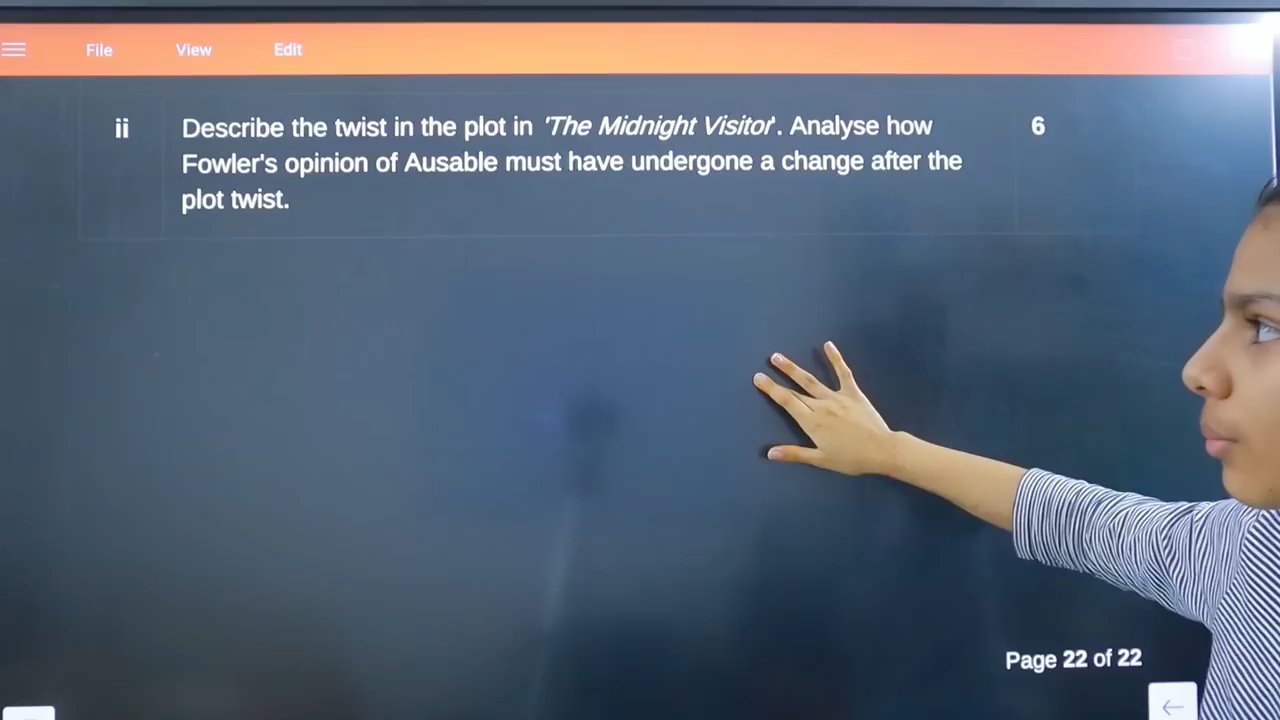 File View Edit
ii Describe the twist in the plot in 'The Midnight Visitor'. Analyse how 6
Fowler's opinion of Ausable must have undergone a change after the
plot twist.
Page 22 of 22